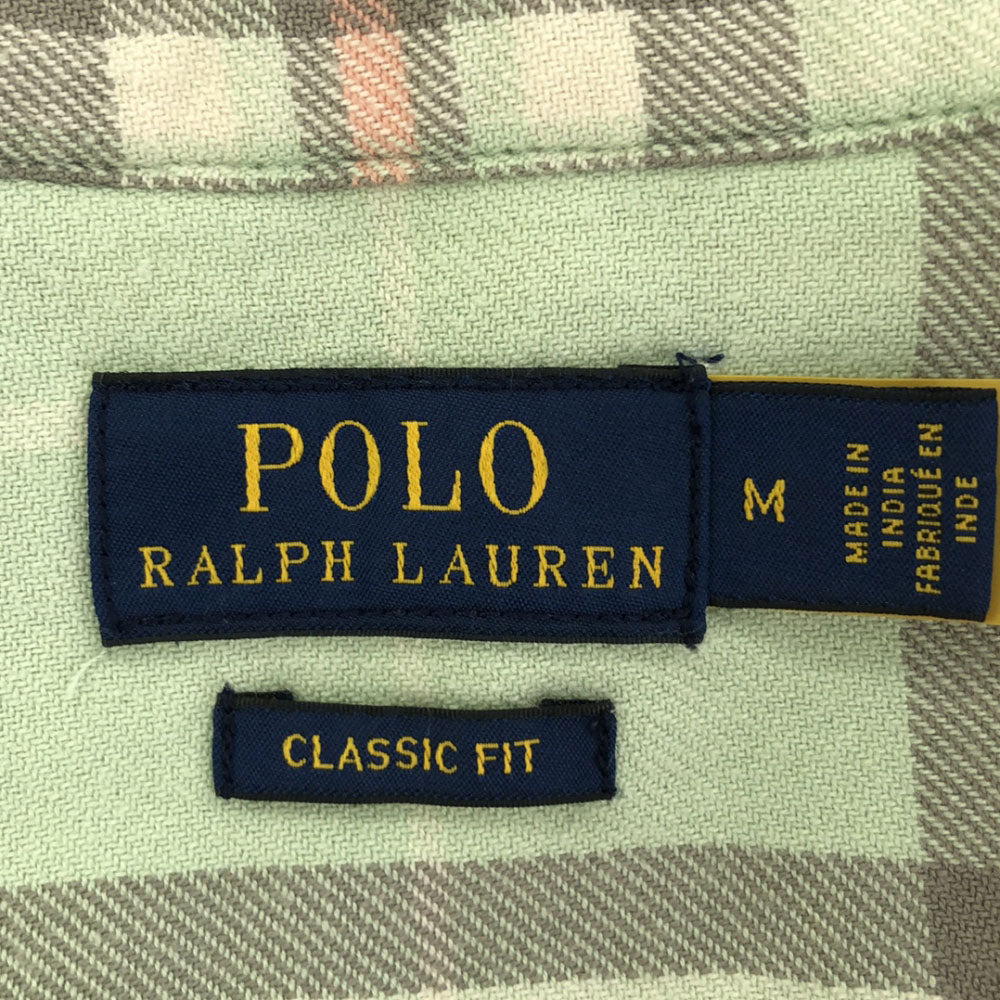 POLO
RALPH LAUREN
M
MADE IN
INDIA
FABRIQUÉ EN
INDE
CLASSIC FIT